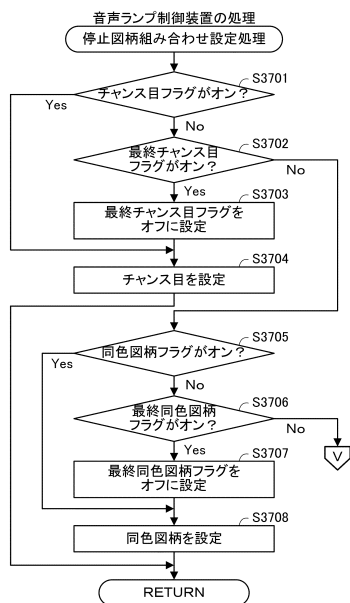 音声ランプ制御装置の処理
停止図柄組み合わせ設定処理
S3701
チャンス目フラグがオン？
Yes
No
S3702
最終チャンス目
フラグがオン？
No
Yes
S3703
最終チャンス目フラグを
オフに設定
S3704
チャンス目を設定
S3705
同色図柄フラグがオン？
Yes
No
S3706
最終同色図柄
フラグがオン？
No
Yes
V
S3707
最終同色図柄フラグを
オフに設定
S3708
同色図柄を設定
RETURN